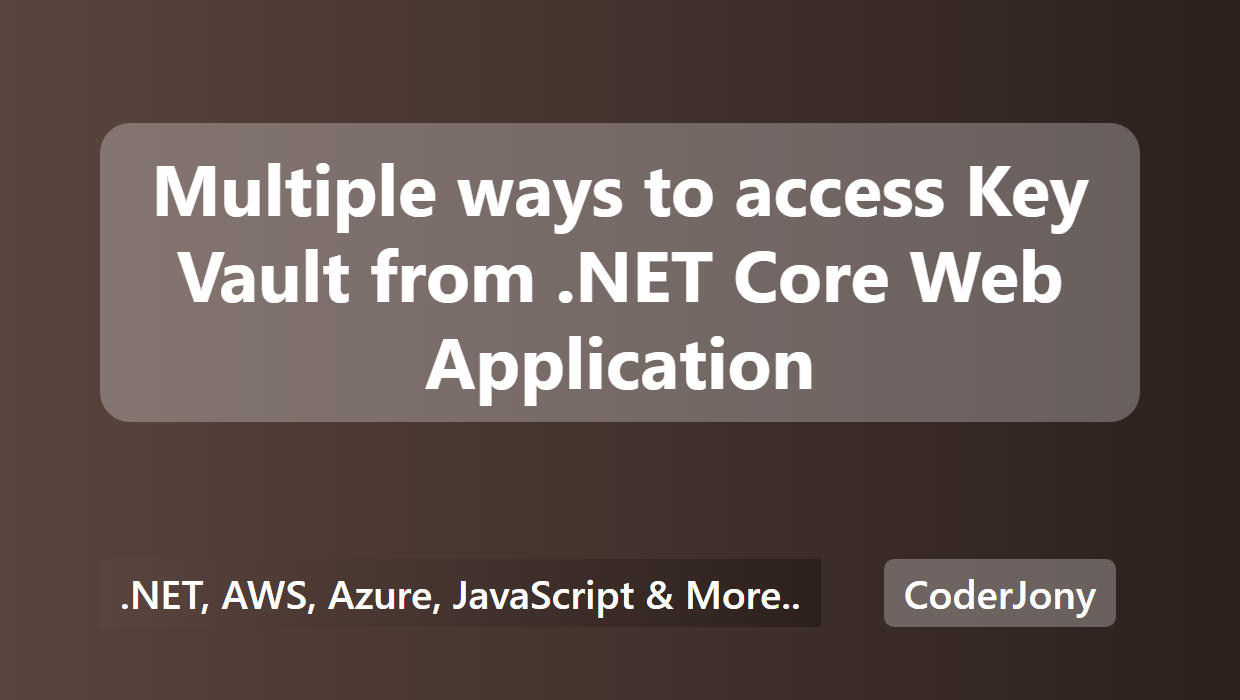 Multiple ways to access Key
Vault from .NET Core Web
Application
.NET, AWS, Azure, JavaScript & More..
CoderJony